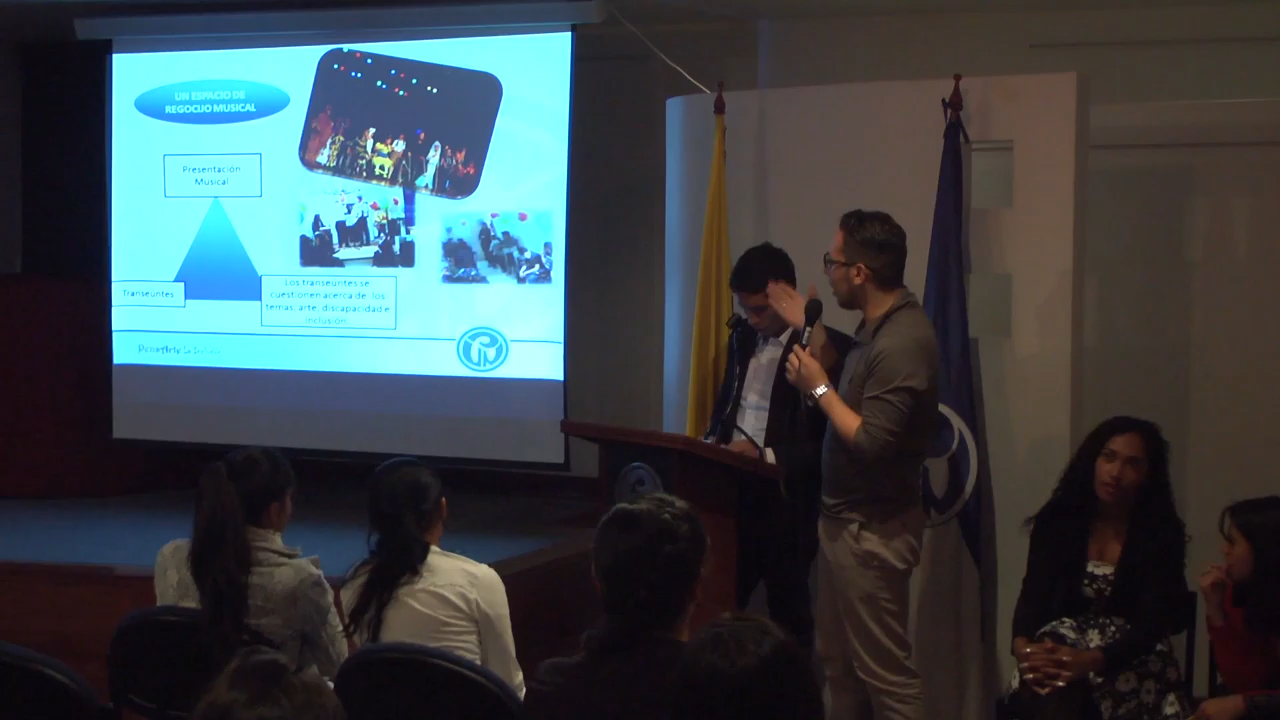 UN ESPACIO DE
REGOCIJO MUSICAL
Presentación
Musical
Transeuntes
Los transeuntes se
cuestionen acerca de los
temas, arte, discapacidad e
inclusión